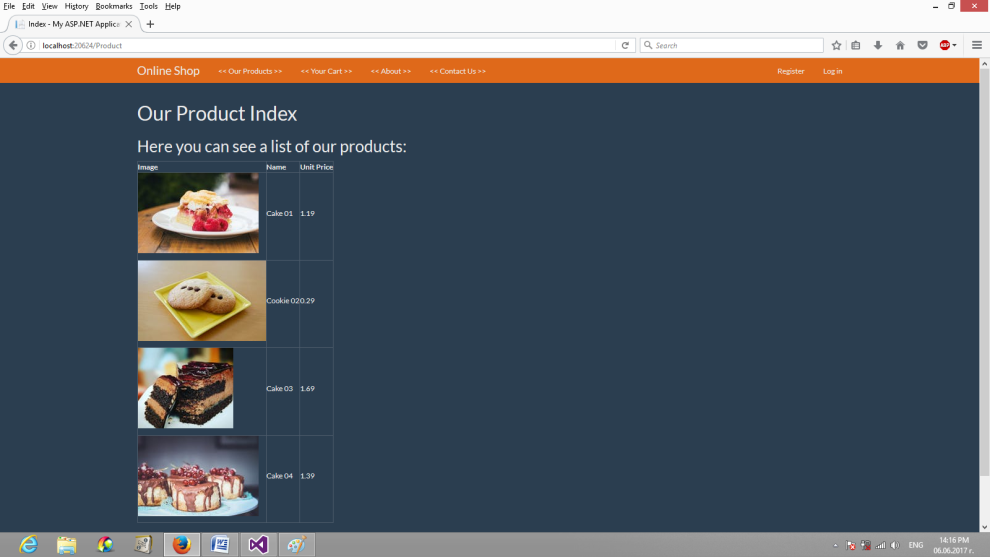 File Edit View History Bookmarks Tools Help
Index - My ASP.NET Applica
localhost:20624/Product
Search
ABP
Online Shop << Our Products >> << Your Cart >> << About >> << Contact Us >> Register Log in
Our Product Index
Here you can see a list of our products:
Image Name Unit Price
Cake 01 1.19
Cookie 02 0.29
Cake 03 1.69
Cake 04 1.39
ENG 14:16 PM
06.06.2017 г.